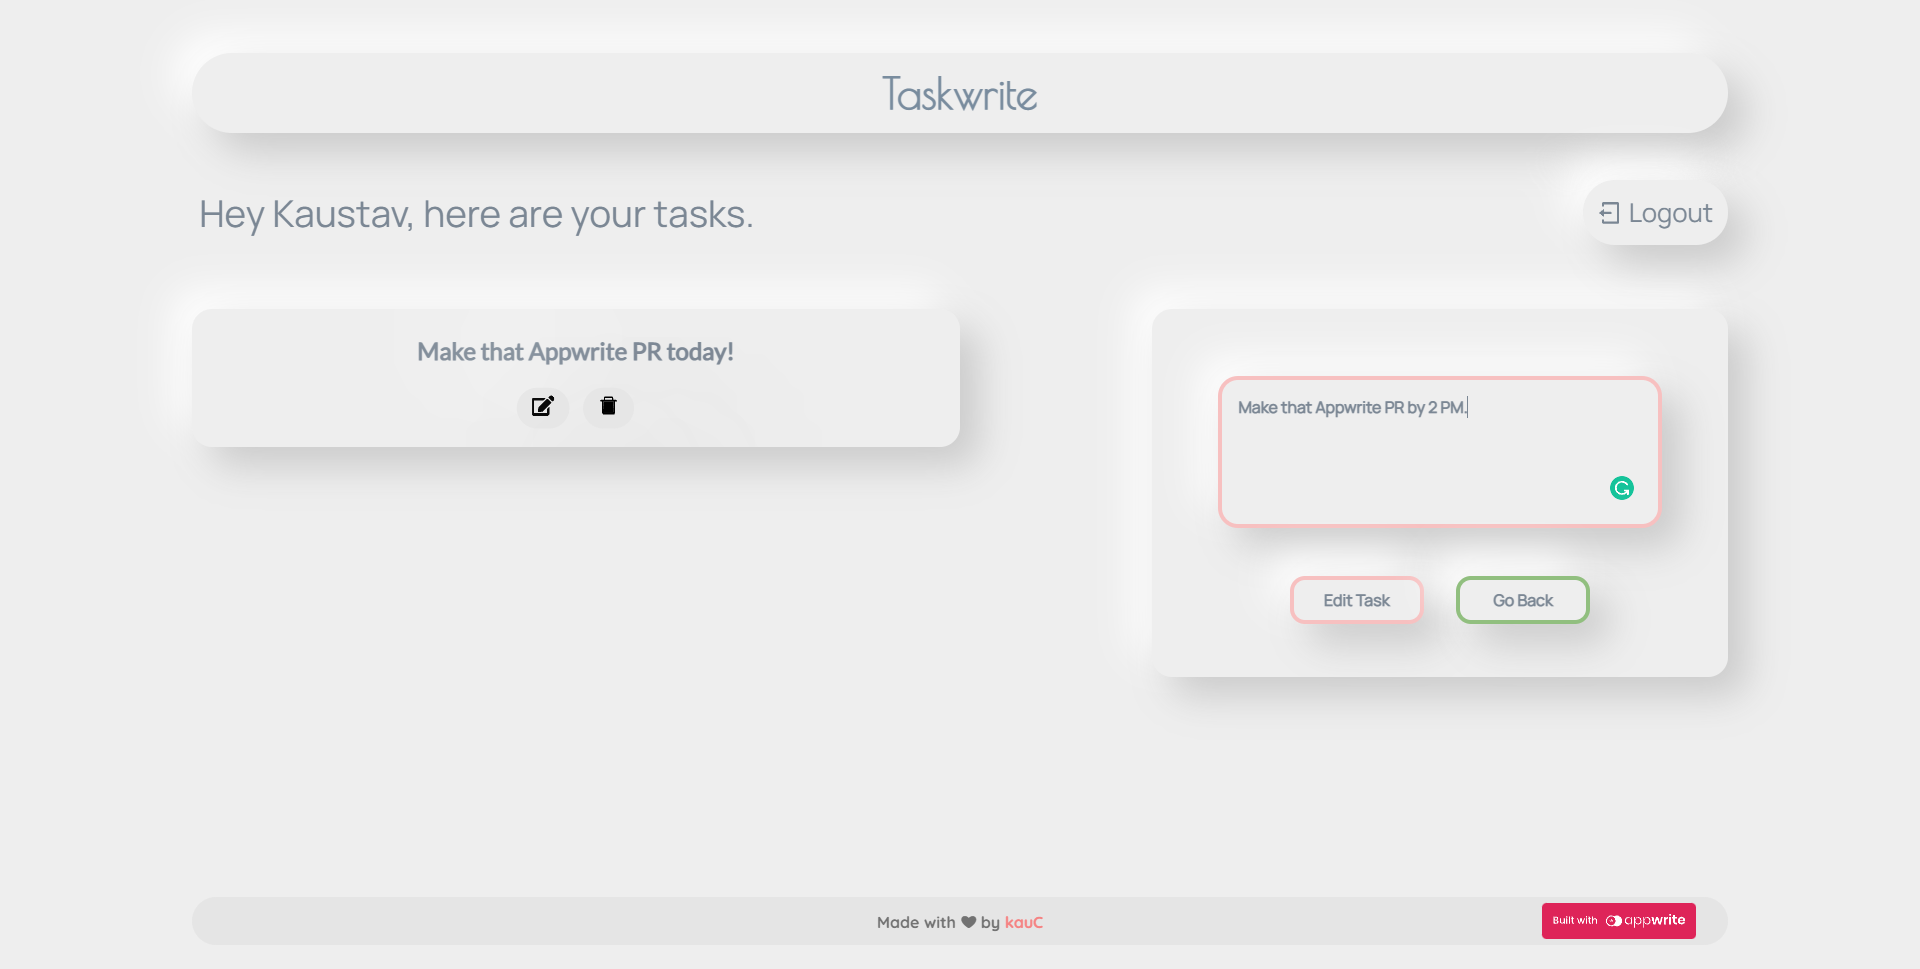 Taskwrite
Hey Kaustav, here are your tasks.
Logout
Make that Appwrite PR today!
Make that Appwrite PR by 2 PM.
Edit Task
Go Back
Made with by kauC
Built with appwrite